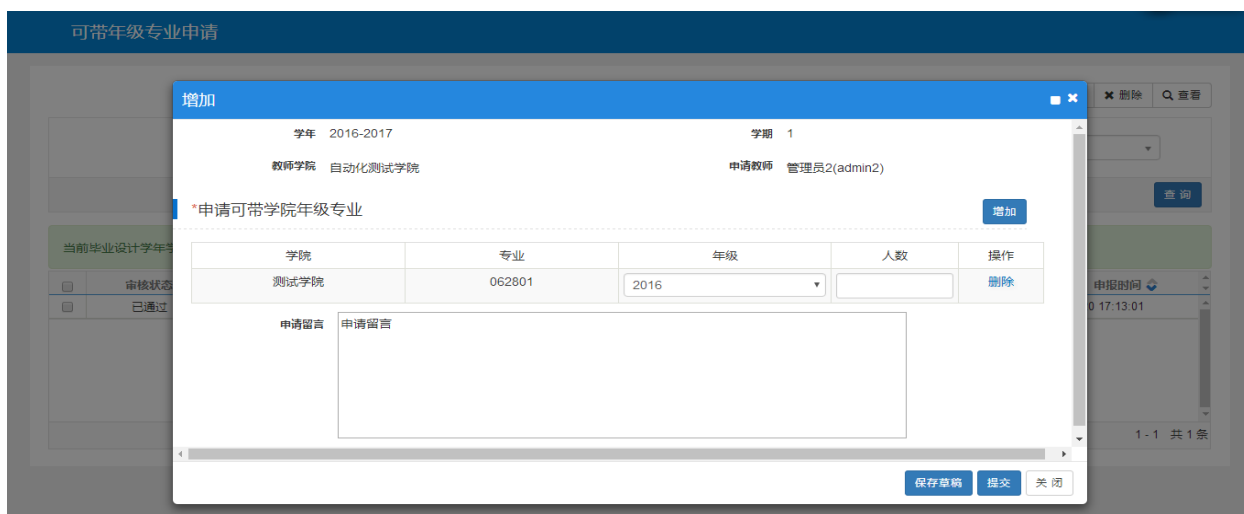 可带年级专业申请
增加
删除 查看
学年 2016-2017 学期 1
教师学院 自动化测试学院 申请教师 管理员2(admin2)
查 询
*申请可带学院年级专业 增加
当前毕业设计学年学
学院 专业 年级 人数 操作
测试学院 062801 2016 删除
审核状态 申报时间
已通过 0 17:13:01
申请留言 申请留言
1 - 1 共 1 条
保存草稿 提交 关 闭